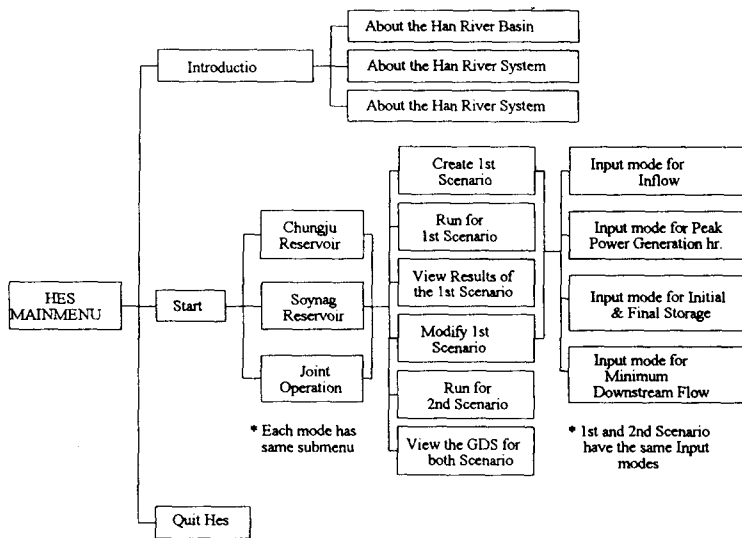 About the Han River Basin
Introductio
About the Han River System
About the Han River System
Create 1st
Scenario
Input mode for
Inflow
Chungju
Reservoir
Run for
1st Scenario
Input mode for Peak
Power Generation hr.
HES
MAINMENU
Start
Soynag
Reservoir
View Results of
the 1st Scenario
Input mode for Initial
& Final Storage
Modify 1st
Scenario
Joint
Operation
Input mode for
Minimum
Downstream Flow
Run for
2nd Scenario
* Each mode has
same submenu
View the GDS for
both Scenario
* 1st and 2nd Scenario
have the same Input
modes
Quit Hes